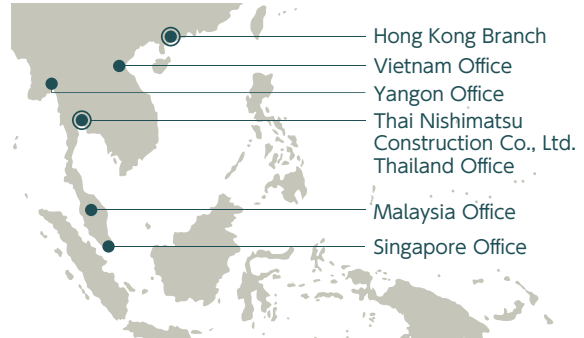 Hong Kong Branch
Vietnam Office
Yangon Office
Thai Nishimatsu
Construction Co., Ltd.
Thailand Office
Malaysia Office
Singapore Office